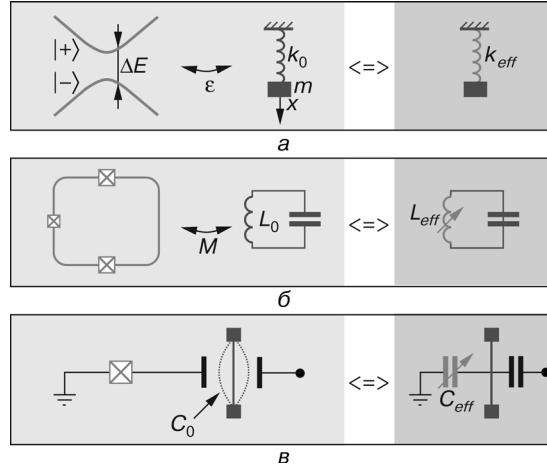 |+⟩
|−⟩
ΔE
ε
k0
m
x
<=>
keff
а
L0
M
<=>
Leff
б
C0
<=>
Ceff
в